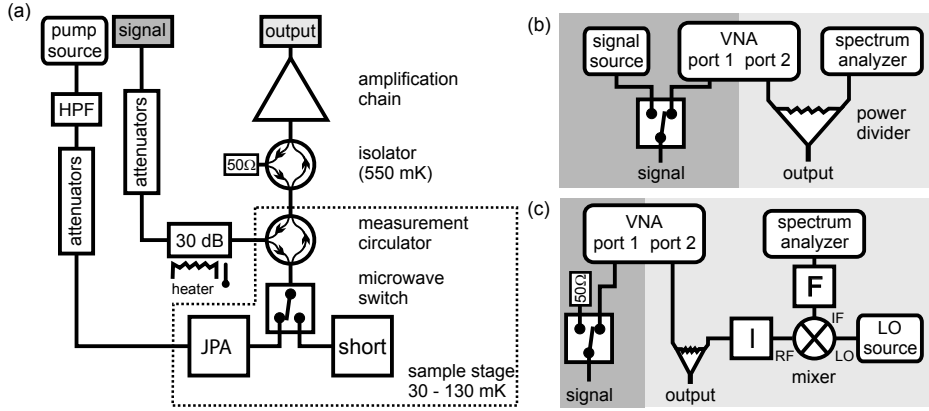 (a)
pump
source
signal
output
HPF
attenuators
attenuators
amplification
chain
50Ω
isolator
(550 mK)
30 dB
heater
measurement
circulator
microwave
switch
JPA
short
sample stage
30 - 130 mK
(b)
signal
source
VNA
port 1 port 2
spectrum
analyzer
power
divider
signal
output
(c)
VNA
port 1 port 2
spectrum
analyzer
50Ω
F
I
IF
RF
LO
LO
source
mixer
signal
output